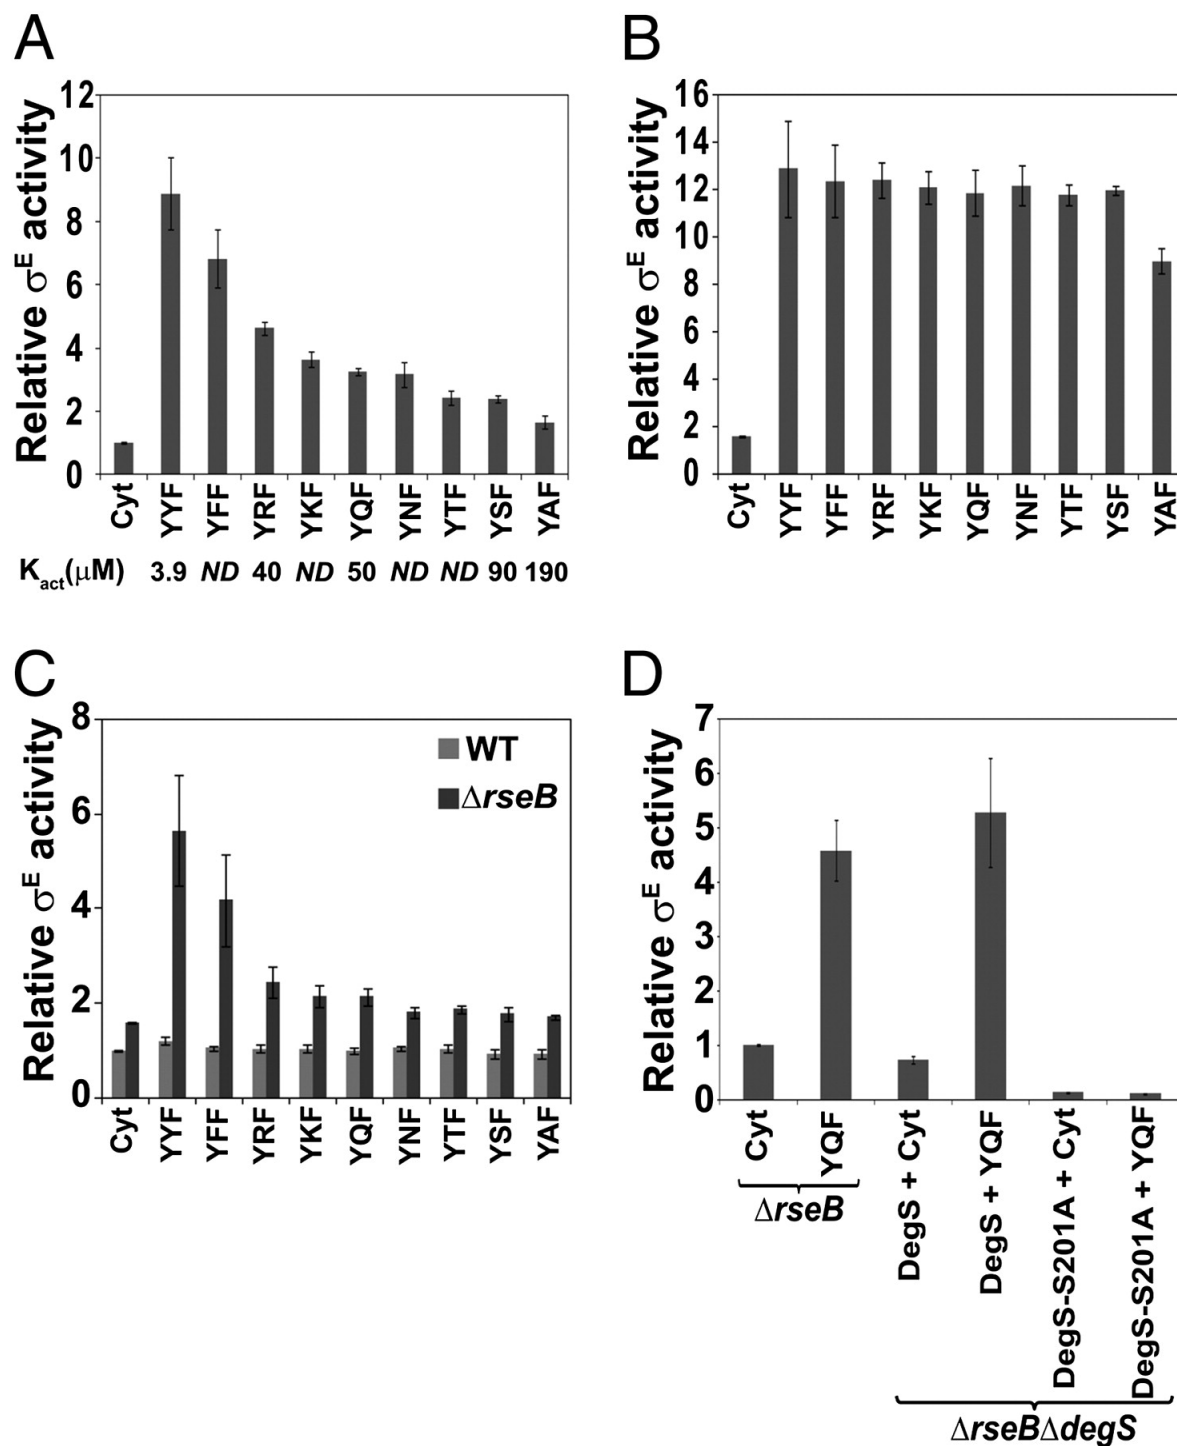 A
Relative σᴱ activity
12
10
8
6
4
2
0
Cyt
YYF
YFF
YRF
YKF
YQF
YNF
YTF
YSF
YAF
Kact(μM) 3.9 ND 40 ND 50 ND ND 90 190
B
Relative σᴱ activity
16
14
12
10
8
6
4
2
0
Cyt
YYF
YFF
YRF
YKF
YQF
YNF
YTF
YSF
YAF
C
Relative σᴱ activity
8
6
4
2
0
WT
ΔrseB
Cyt
YYF
YFF
YRF
YKF
YQF
YNF
YTF
YSF
YAF
D
Relative σᴱ activity
7
6
5
4
3
2
1
0
Cyt
YQF
DegS + Cyt
DegS + YQF
DegS-S201A + Cyt
DegS-S201A + YQF
ΔrseB
ΔrseBΔdegS